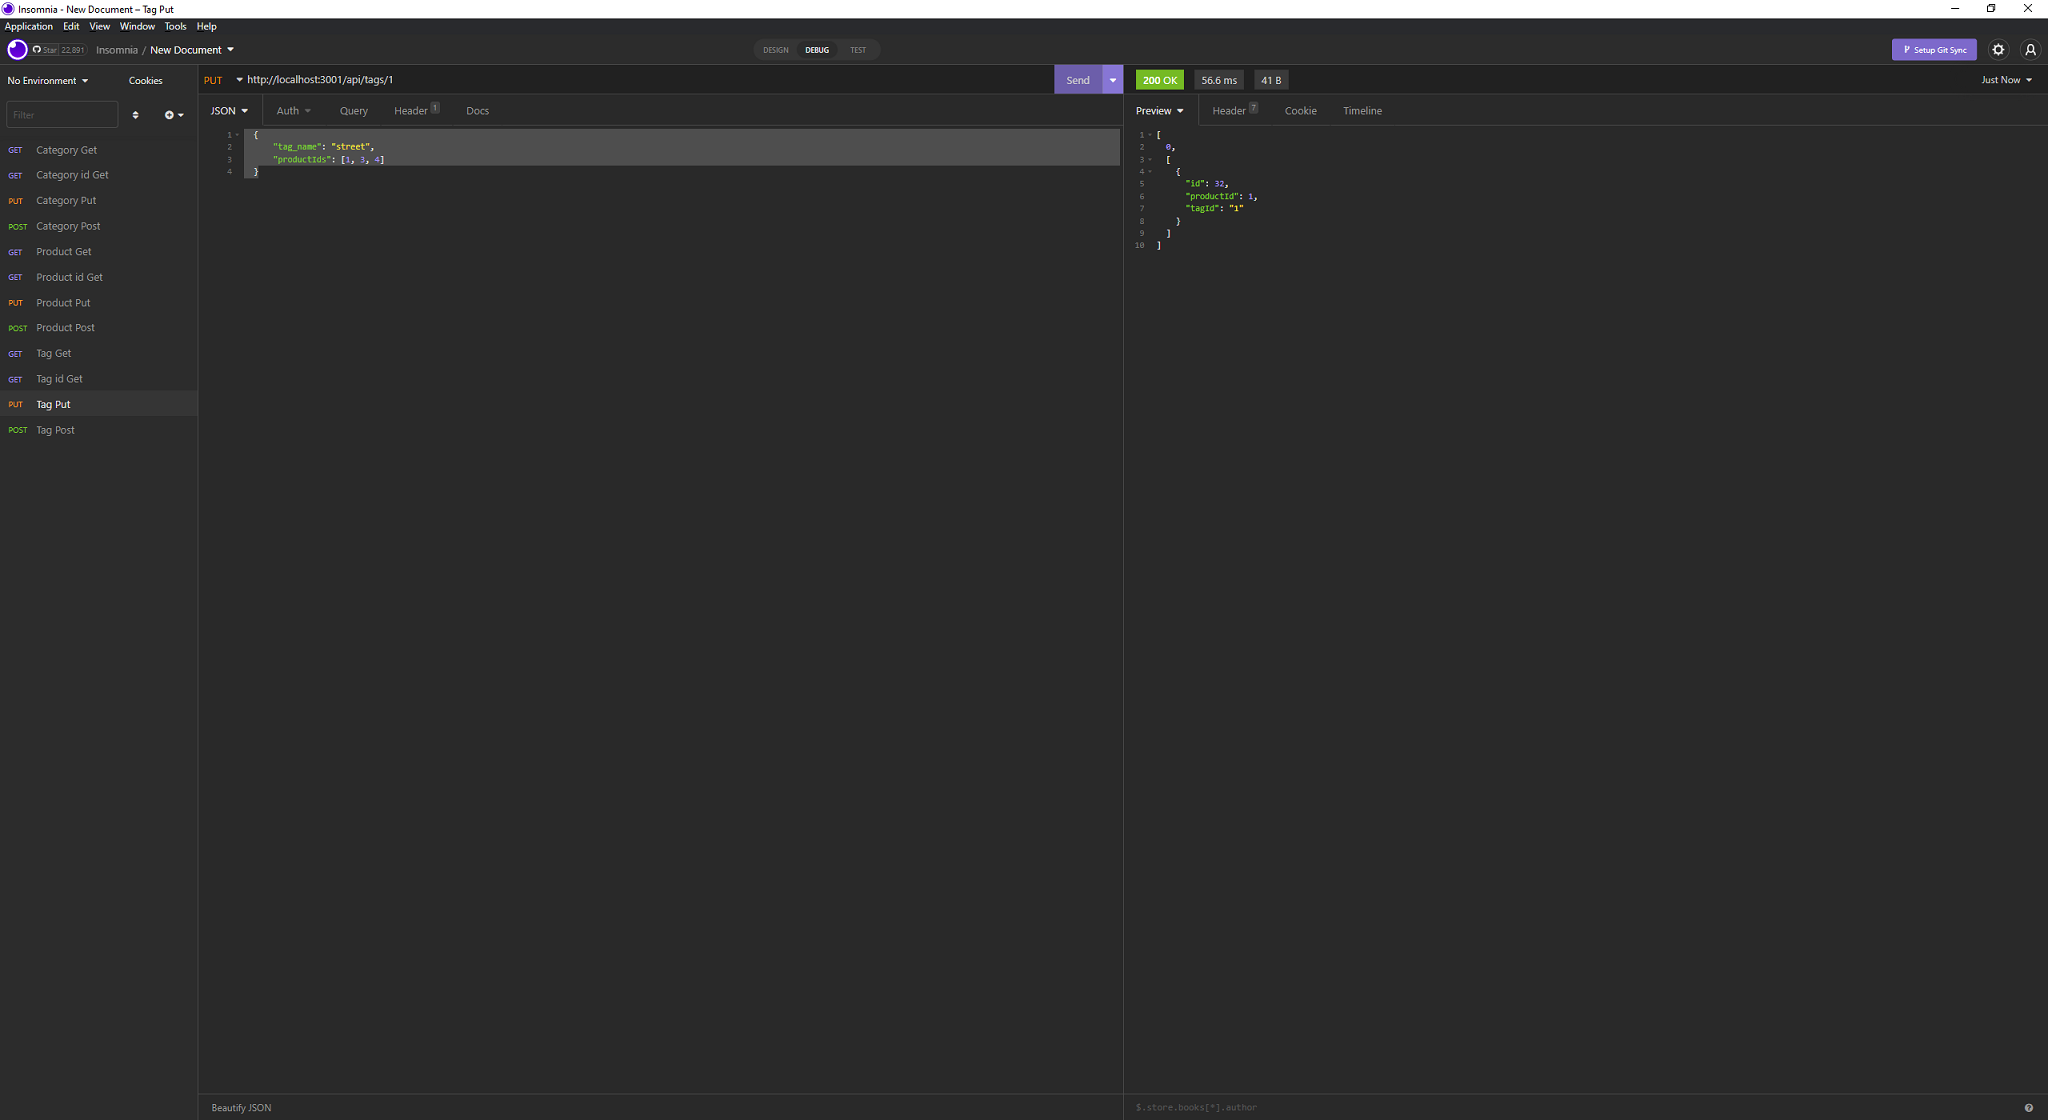 Insomnia - New Document – Tag Put
Application Edit View Window Tools Help
Star 22,891 Insomnia / New Document
DESIGN DEBUG TEST
Setup Git Sync
No Environment Cookies
PUT http://localhost:3001/api/tags/1 Send
200 OK 56.6 ms 41 B Just Now
Filter
JSON Auth Query Header 1 Docs
Preview Header 7 Cookie Timeline
GET Category Get
GET Category id Get
PUT Category Put
POST Category Post
GET Product Get
GET Product id Get
PUT Product Put
POST Product Post
GET Tag Get
GET Tag id Get
PUT Tag Put
POST Tag Post
1 {
2 "tag_name": "street",
3 "productIds": [1, 3, 4]
4 }
1 [
2 0,
3 [
4 {
5 "id": 32,
6 "productId": 1,
7 "tagId": "1"
8 }
9 ]
10 ]
Beautify JSON
$.store.books[*].author